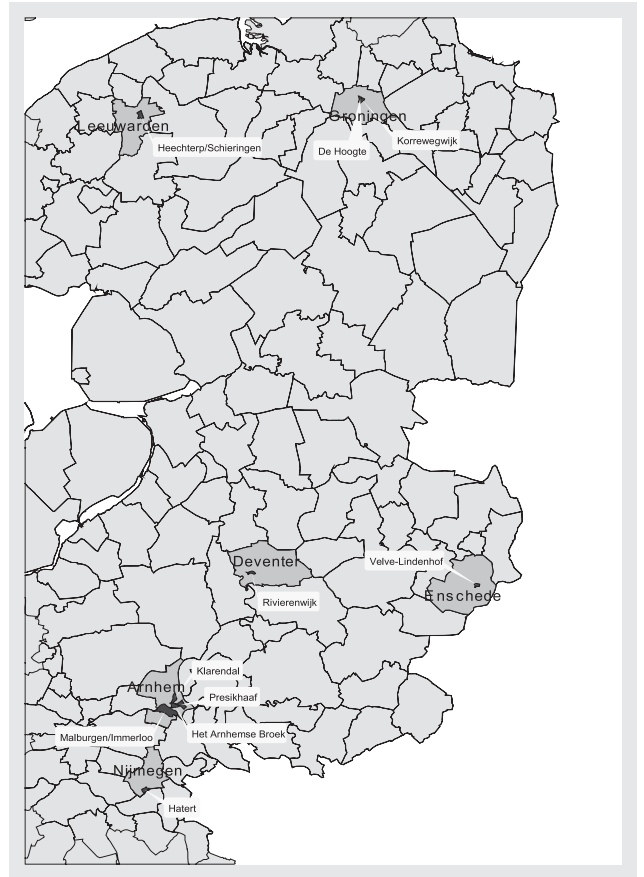 Groningen
Leeuwarden
Korrewegwijk
Heechterp/Schieringen
De Hoogte
Deventer
Velve-Lindenhof
Enschede
Rivierenwijk
Klarendal
Arnhem
Presikhaaf
Het Arnhemse Broek
Malburgen/Immerloo
Nijmegen
Hatert